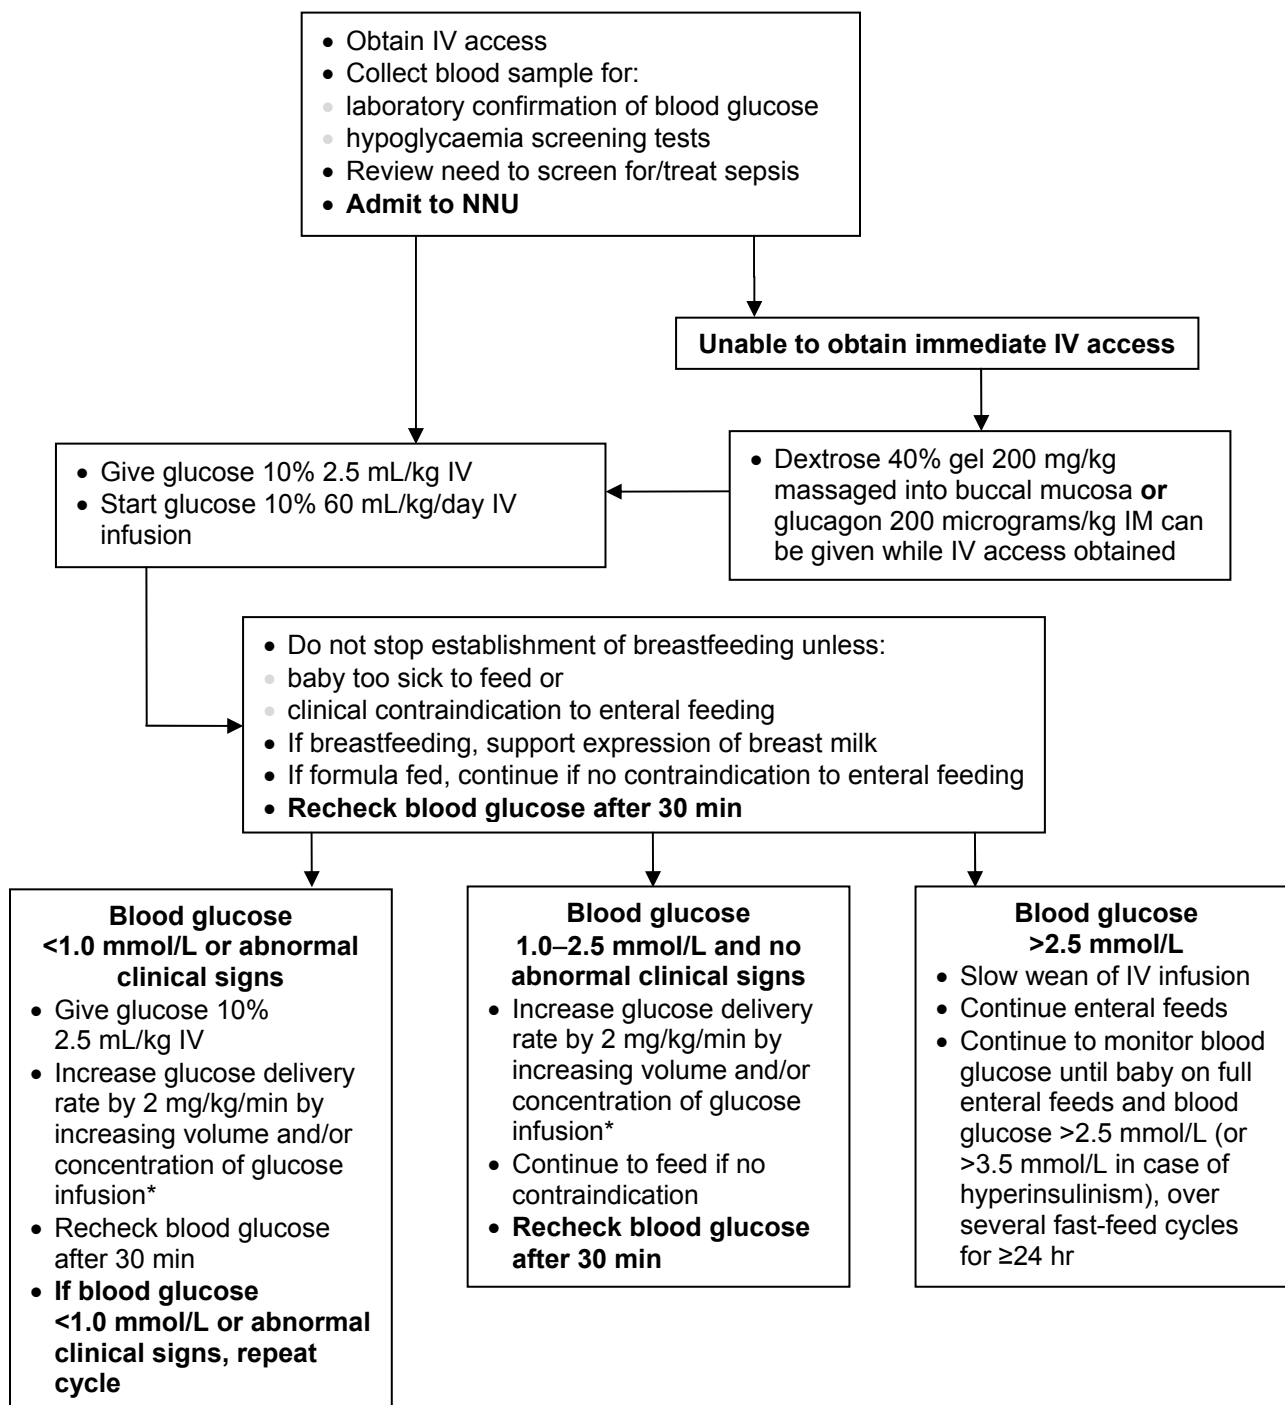 • Obtain IV access
• Collect blood sample for:
• laboratory confirmation of blood glucose
• hypoglycaemia screening tests
• Review need to screen for/treat sepsis
• Admit to NNU
Unable to obtain immediate IV access
• Give glucose 10% 2.5 mL/kg IV
• Start glucose 10% 60 mL/kg/day IV
infusion
• Dextrose 40% gel 200 mg/kg
massaged into buccal mucosa or
glucagon 200 micrograms/kg IM can
be given while IV access obtained
• Do not stop establishment of breastfeeding unless:
• baby too sick to feed or
• clinical contraindication to enteral feeding
• If breastfeeding, support expression of breast milk
• If formula fed, continue if no contraindication to enteral feeding
• Recheck blood glucose after 30 min
Blood glucose
<1.0 mmol/L or abnormal
clinical signs
• Give glucose 10%
2.5 mL/kg IV
• Increase glucose delivery
rate by 2 mg/kg/min by
increasing volume and/or
concentration of glucose
infusion*
• Recheck blood glucose
after 30 min
• If blood glucose
<1.0 mmol/L or abnormal
clinical signs, repeat
cycle
Blood glucose
1.0–2.5 mmol/L and no
abnormal clinical signs
• Increase glucose delivery
rate by 2 mg/kg/min by
increasing volume and/or
concentration of glucose
infusion*
• Continue to feed if no
contraindication
• Recheck blood glucose
after 30 min
Blood glucose
>2.5 mmol/L
• Slow wean of IV infusion
• Continue enteral feeds
• Continue to monitor blood
glucose until baby on full
enteral feeds and blood
glucose >2.5 mmol/L (or
>3.5 mmol/L in case of
hyperinsulinism), over
several fast-feed cycles
for ≥24 hr